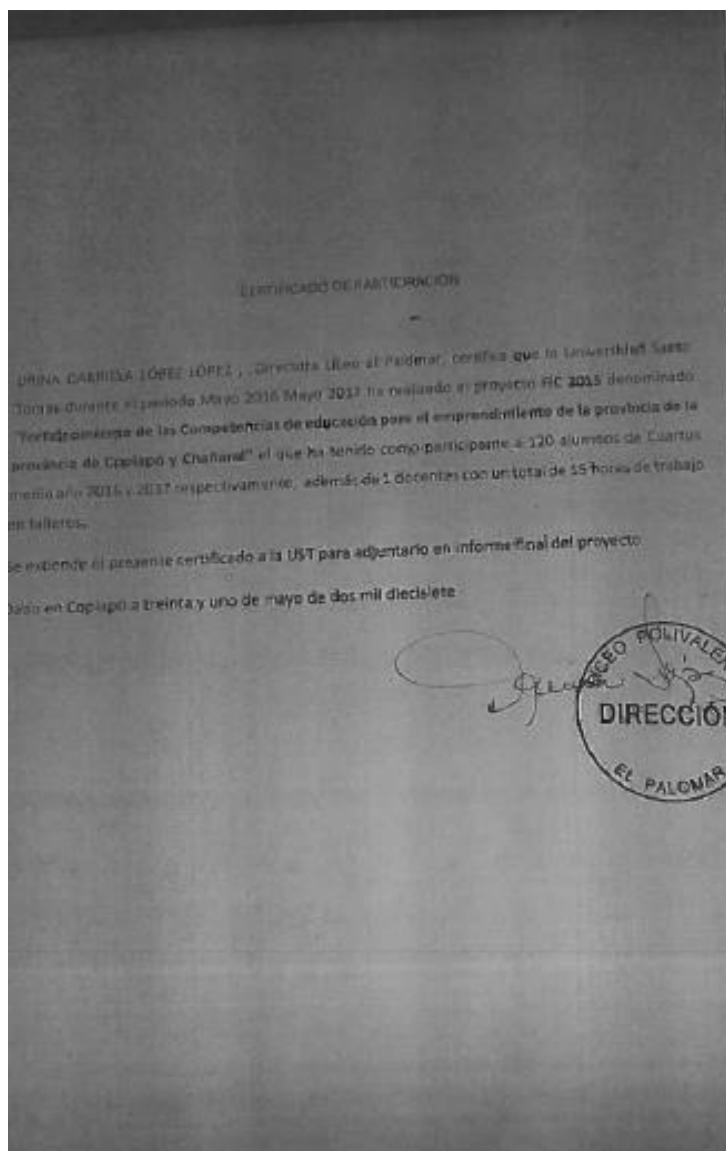 CERTIFICADO DE PARTICIPACIÓN
GABRIELA LÓPEZ LÓPEZ , , Directora Liceo el Palomar, certifica que la Universidad Santo
Tomás durante el periodo Mayo 2016 Mayo 2017 ha realizado el proyecto FIC 2015 denominado
"Fortalecimiento de las Competencias de educación para el emprendimiento de la provincia de la
provincia de Copiapó y Chañaral" el que ha tenido como participante a 120 alumnos de Cuartos
medio año 2016 y 2017 respectivamente, además de 1 docentes con un total de 15 horas de trabajo
en talleres.
Se extiende el presente certificado a la UST para adjuntarlo en informe final del proyecto
Dado en Copiapó a treinta y uno de mayo de dos mil diecisiete
LICEO POLIVALEN
DIRECCIÓN
EL PALOMAR